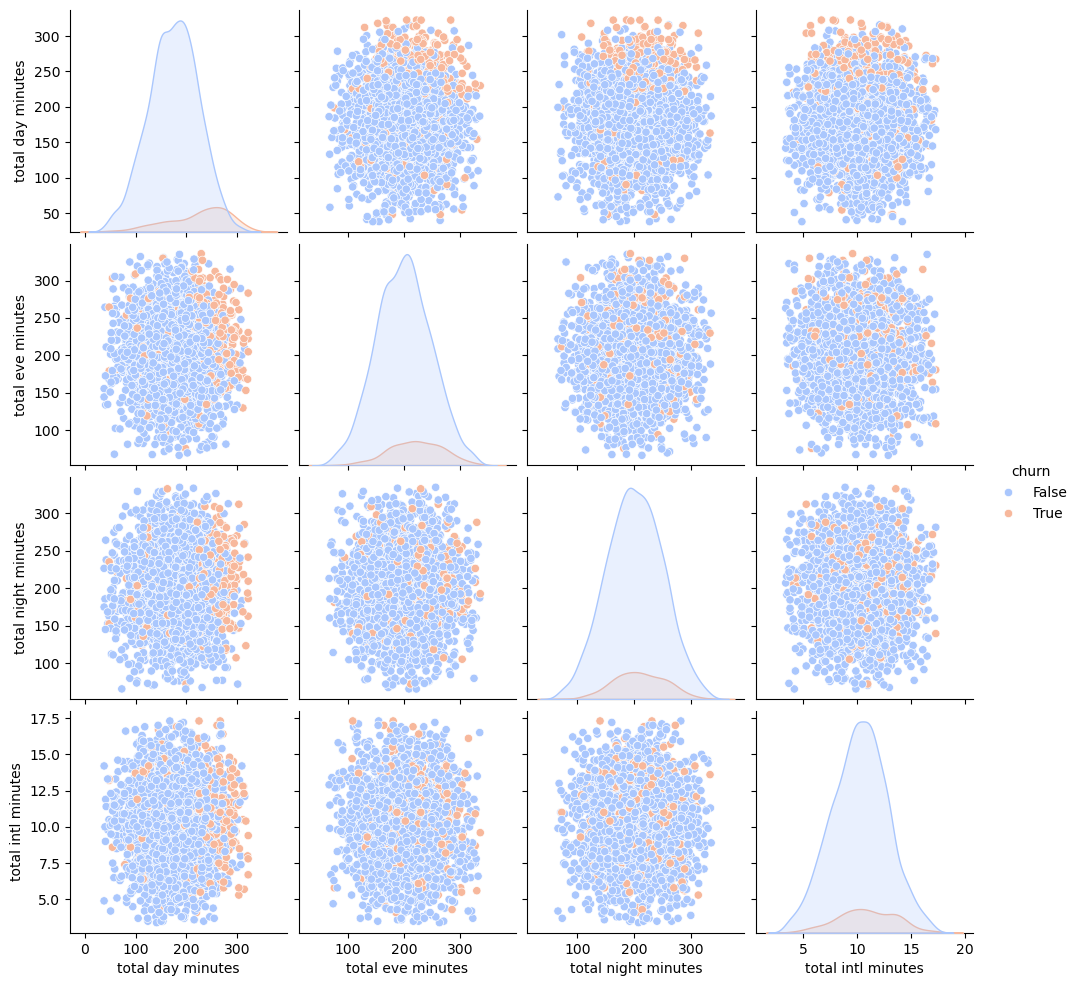 total day minutes
300
250
200
150
100
50
total eve minutes
300
250
200
150
100
churn
False
True
total night minutes
300
250
200
150
100
total intl minutes
17.5
15.0
12.5
10.0
7.5
5.0
0 100 200 300
100 200 300
100 200 300
5 10 15 20
total day minutes
total eve minutes
total night minutes
total intl minutes